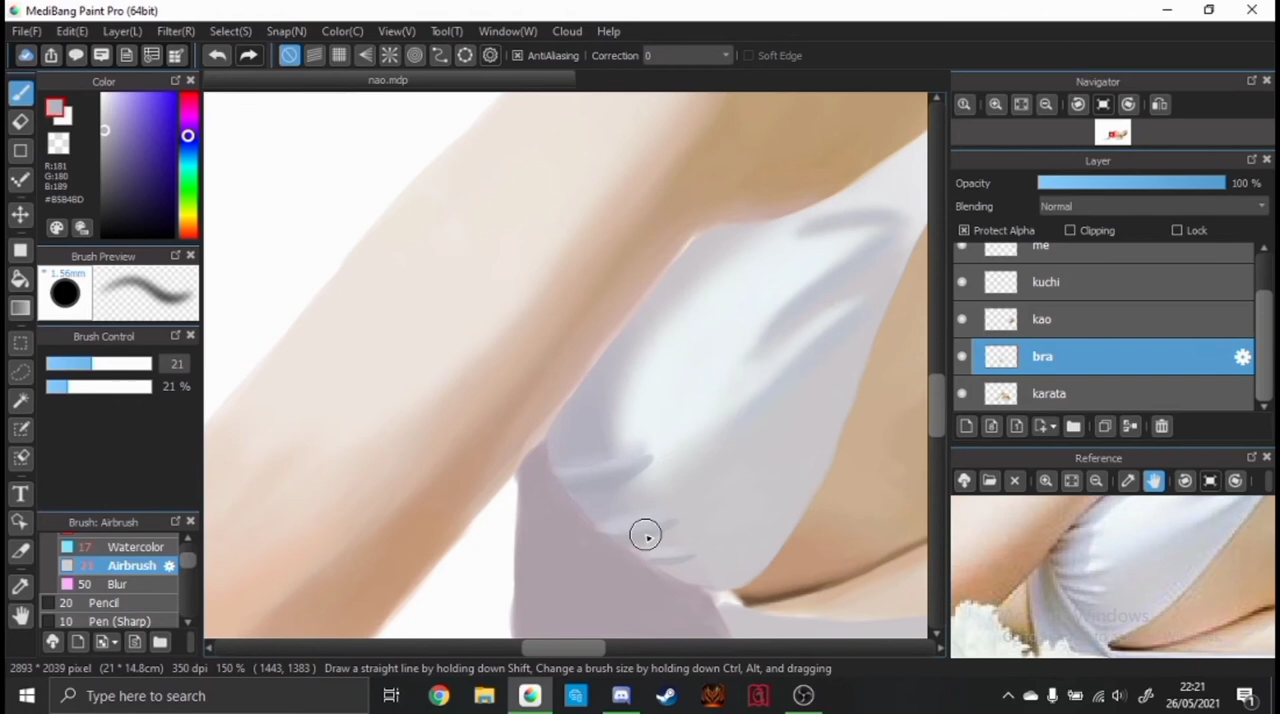 MediBang Paint Pro (64bit)
File(F) Edit(E) Layer(L) Filter(R) Select(S) Snap(N) Color(C) View(V) Tool(T) Window(W) Cloud Help
AntiAliasing Correction 0 Soft Edge
nao.mdp
Color
R:181
G:180
B:189
#B5B4BD
Brush Preview
* 1.56mm
Brush Control
21
21 %
Brush: Airbrush
17 Watercolor
21 Airbrush
50 Blur
20 Pencil
10 Pen (Sharp)
Navigator
Layer
Opacity 100 %
Blending Normal
Protect Alpha Clipping Lock
me
kuchi
kao
bra
karata
Reference
2893 * 2039 pixel (21 * 14.8cm) 350 dpi 150 % ( 1443, 1383 ) Draw a straight line by holding down Shift, Change a brush size by holding down Ctrl, Alt, and dragging
Type here to search
22:21
26/05/2021
1